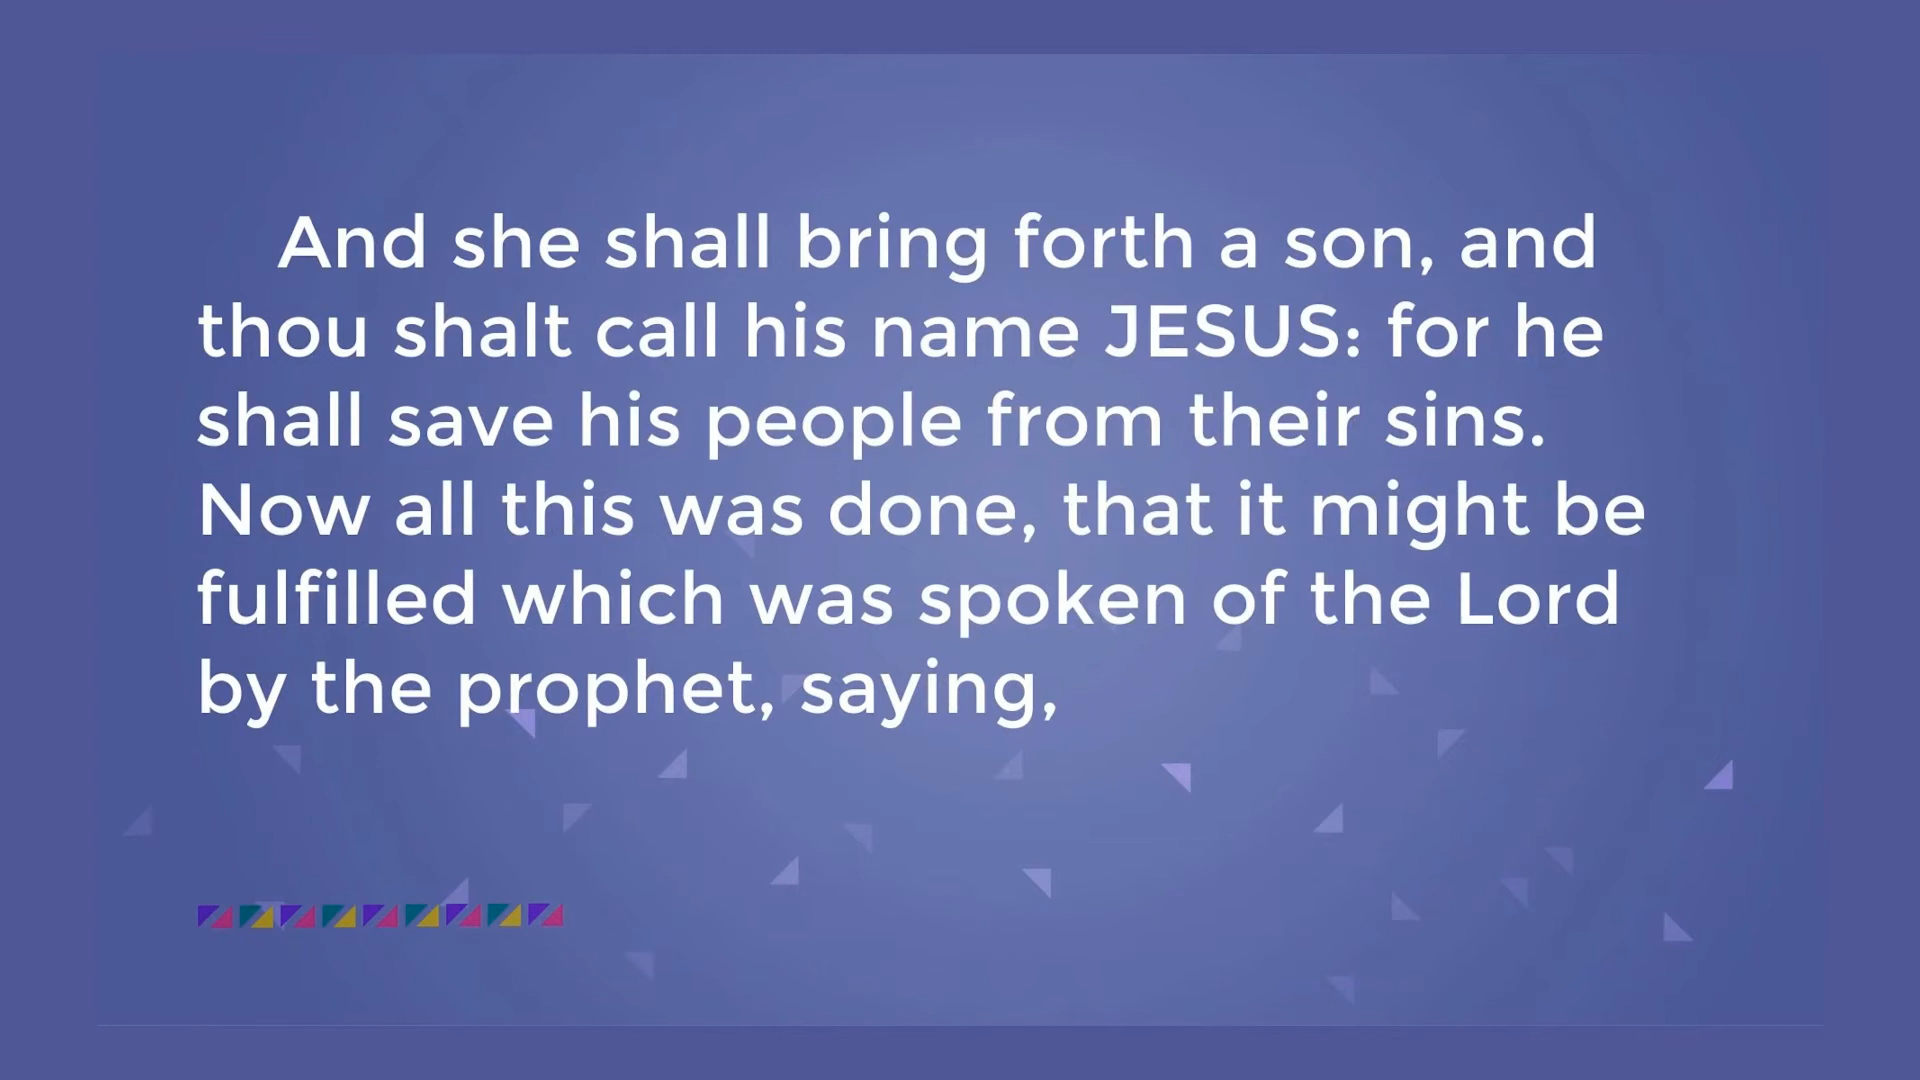 And she shall bring forth a son, and
thou shalt call his name JESUS: for he
shall save his people from their sins.
Now all this was done, that it might be
fulfilled which was spoken of the Lord
by the prophet, saying,